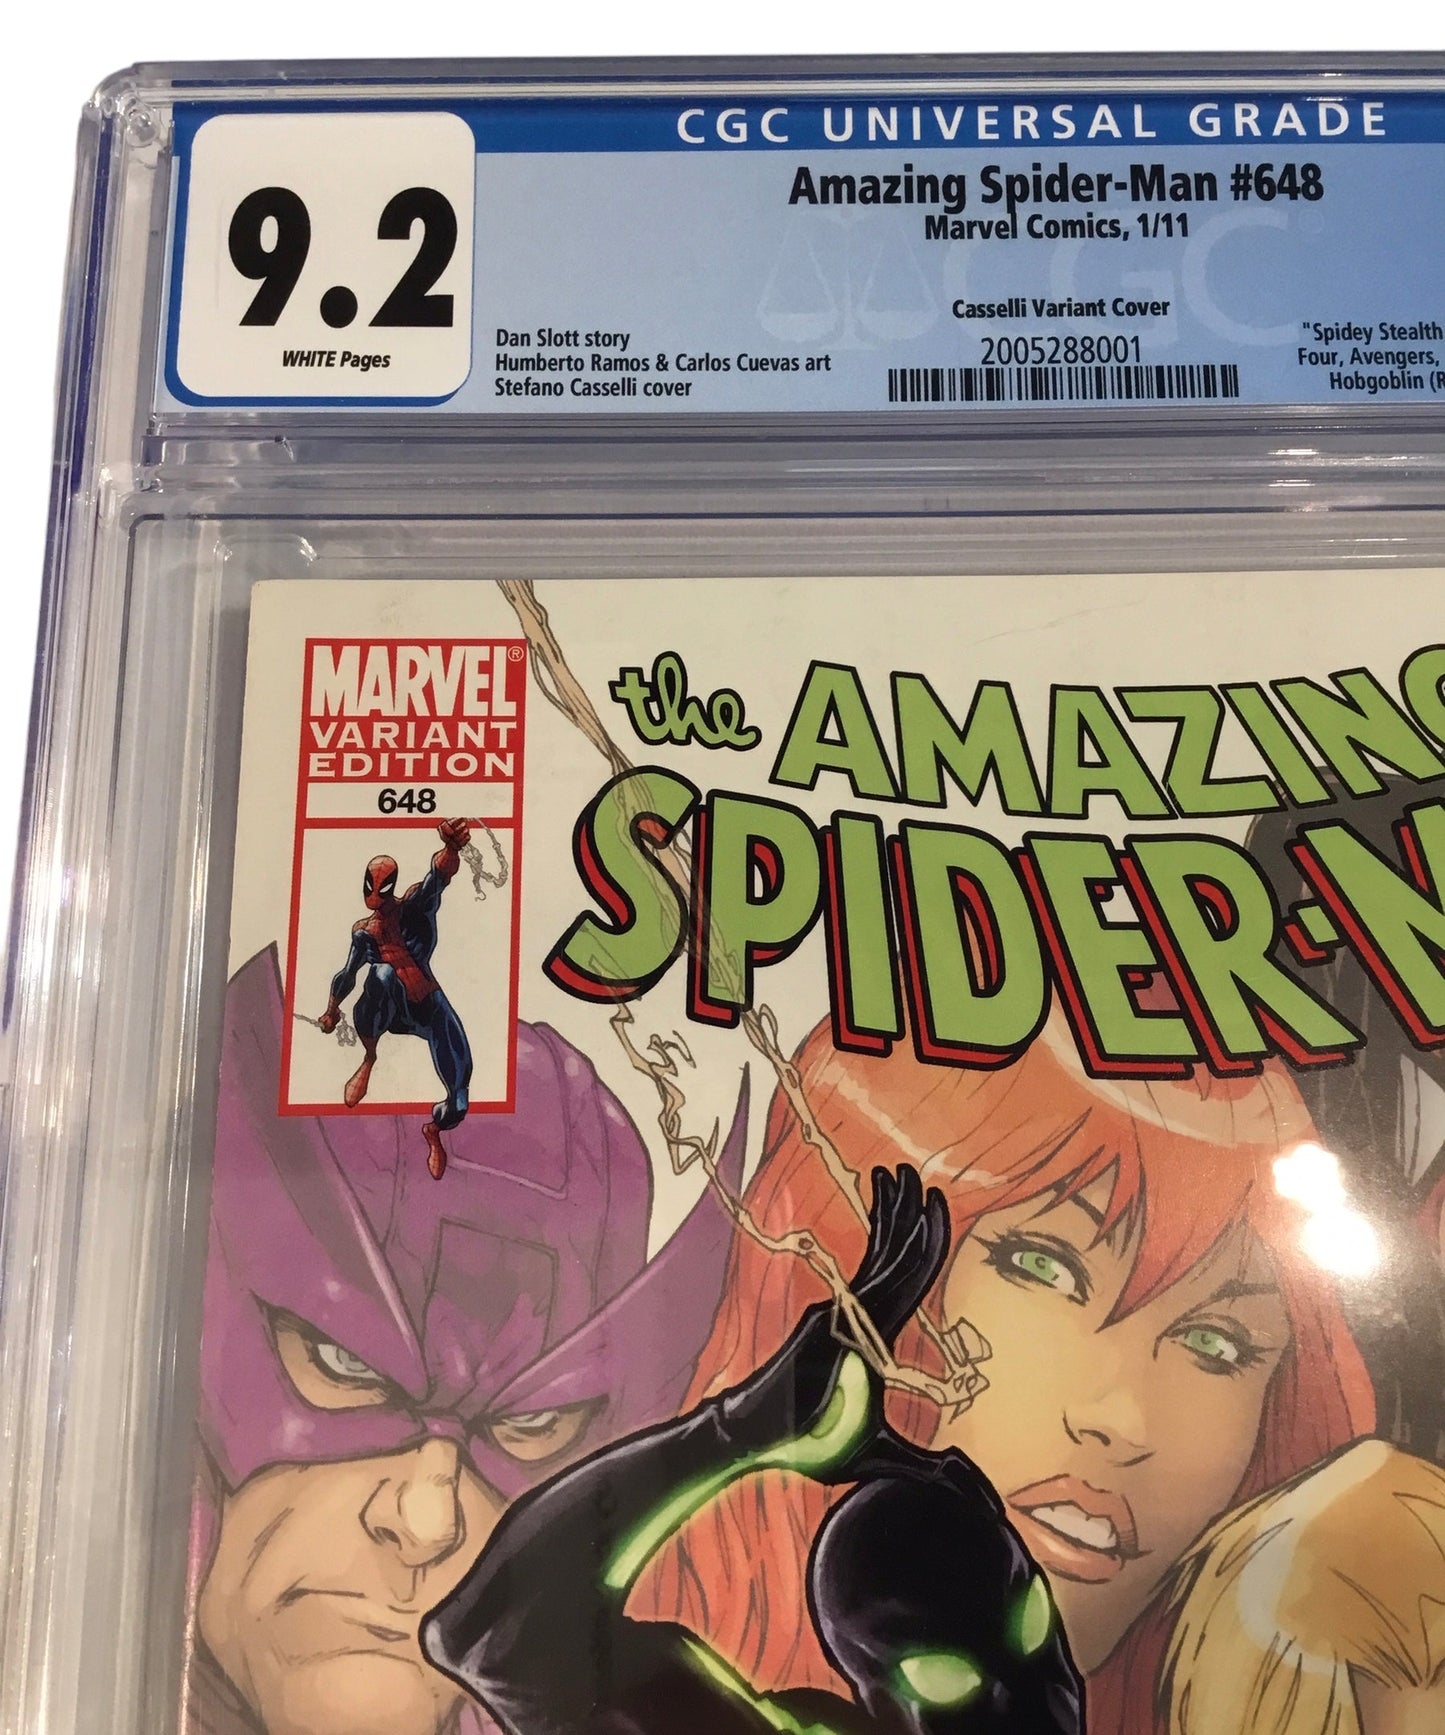 CGC UNIVERSAL GRADE
9.2
WHITE Pages
Amazing Spider-Man #648
Marvel Comics, 1/11
Casselli Variant Cover
2005288001
Dan Slott story
Humberto Ramos & Carlos Cuevas art
Stefano Casselli cover
"Spidey Stealth
Four, Avengers,
Hobgoblin (R
CGC
MARVEL®
VARIANT
EDITION
648
the AMAZING
SPIDER-M